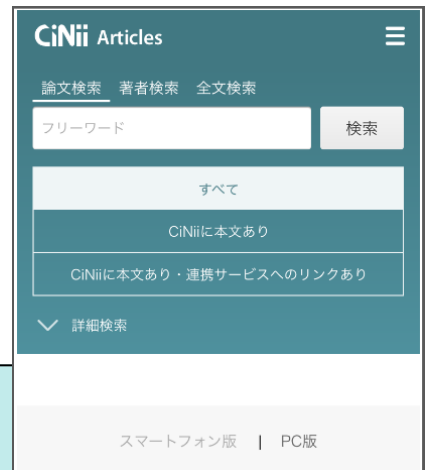 CiNii Articles
論文検索 著者検索 全文検索
フリーワード 検索
すべて
CiNiiに本文あり
CiNiiに本文あり・連携サービスへのリンクあり
詳細検索
スマートフォン版 | PC版